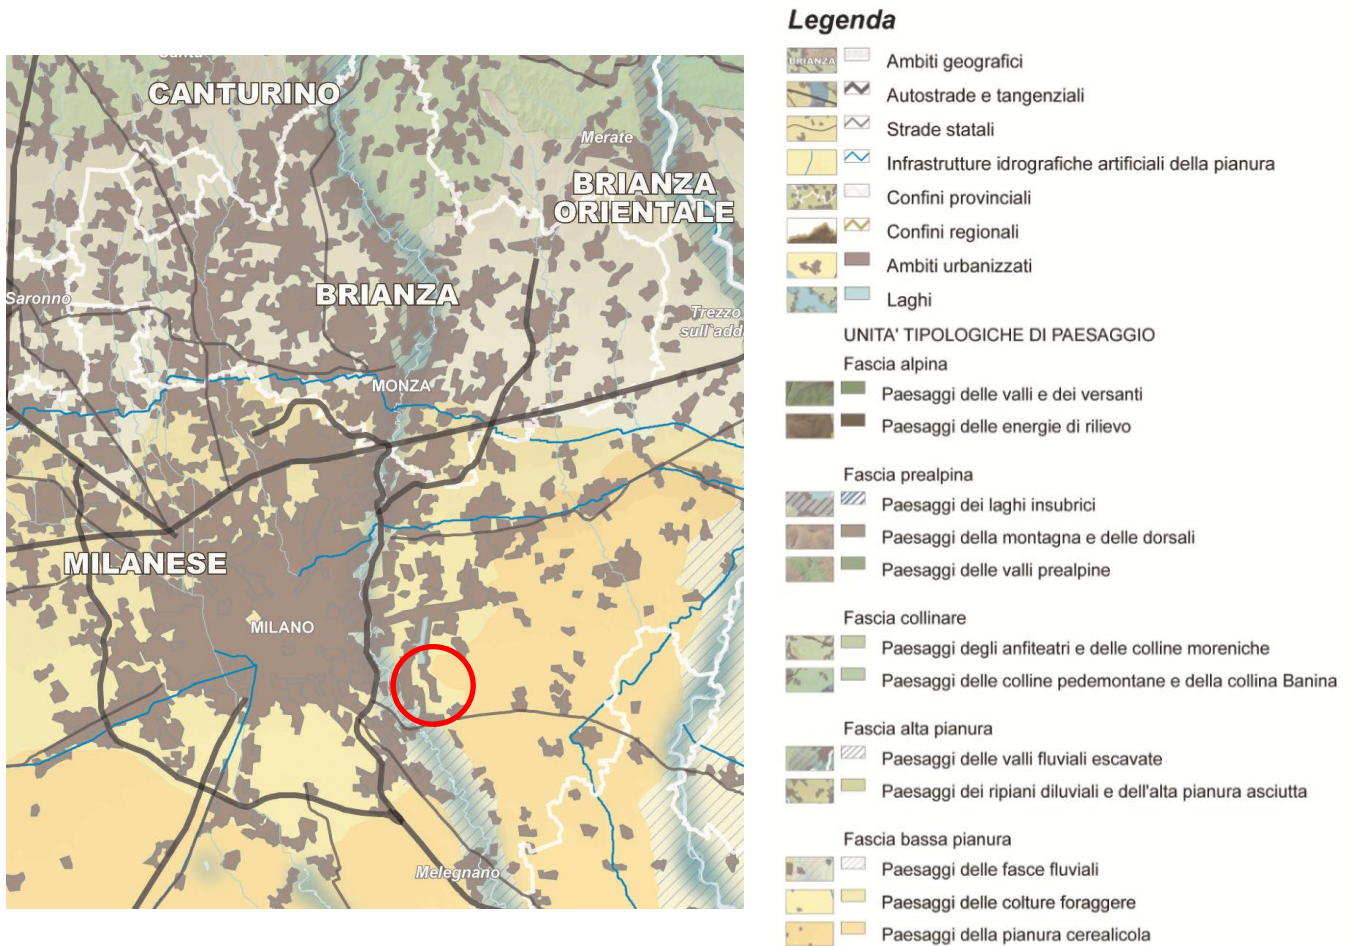 CANTURINO
Merate
BRIANZA
ORIENTALE
BRIANZA
Saronno
Trezzo
sull'add
MONZA
MILANESE
MILANO
Melegnano
Legenda
BRIANZA
Ambiti geografici
Autostrade e tangenziali
Strade statali
Infrastrutture idrografiche artificiali della pianura
Confini provinciali
Confini regionali
Ambiti urbanizzati
Laghi
UNITA' TIPOLOGICHE DI PAESAGGIO
Fascia alpina
Paesaggi delle valli e dei versanti
Paesaggi delle energie di rilievo
Fascia prealpina
Paesaggi dei laghi insubrici
Paesaggi della montagna e delle dorsali
Paesaggi delle valli prealpine
Fascia collinare
Paesaggi degli anfiteatri e delle colline moreniche
Paesaggi delle colline pedemontane e della collina Banina
Fascia alta pianura
Paesaggi delle valli fluviali escavate
Paesaggi dei ripiani diluviali e dell'alta pianura asciutta
Fascia bassa pianura
Paesaggi delle fasce fluviali
Paesaggi delle colture foraggere
Paesaggi della pianura cerealicola